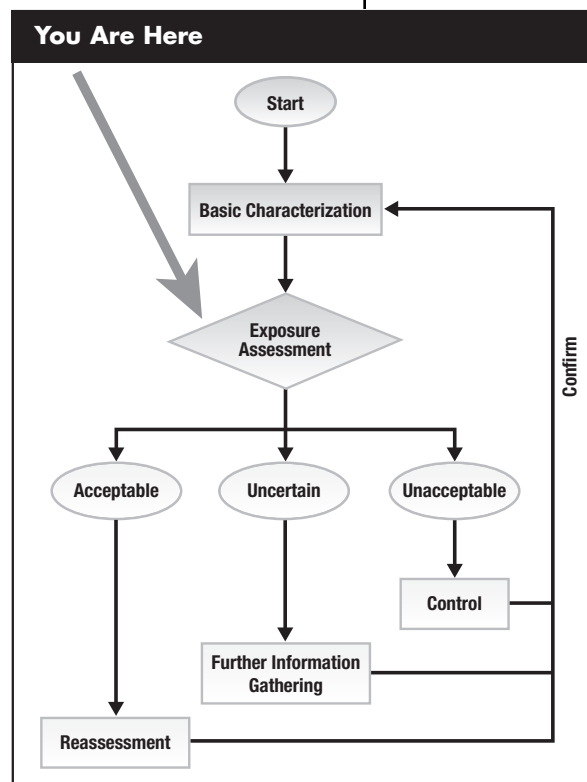 You Are Here
Start
Basic Characterization
Exposure
Assessment
Confirm
Acceptable
Uncertain
Unacceptable
Control
Further Information
Gathering
Reassessment